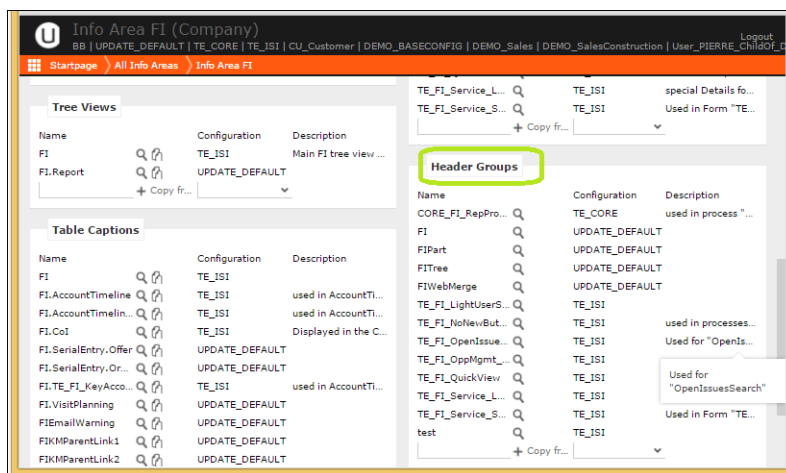 Info Area FI (Company)
Logout
BB | UPDATE_DEFAULT | TE_CORE | TE_ISI | CU_Customer | DEMO_BASECONFIG | DEMO_Sales | DEMO_SalesConstruction | User_PIERRE_ChildOf_D
Startpage All Info Areas Info Area FI
Tree Views
Name Configuration Description
FI TE_ISI Main FI tree view ...
FI.Report UPDATE_DEFAULT
+ Copy fr...
Table Captions
Name Configuration Description
FI TE_ISI
FI.AccountTimeline TE_ISI used in AccountTi...
FI.AccountTimelin... TE_ISI used in AccountTi...
FI.CoI TE_ISI Displayed in the C...
FI.SerialEntry.Offer UPDATE_DEFAULT
FI.SerialEntry.Or... UPDATE_DEFAULT
FI.TE_FI_KeyAcco... TE_ISI used in AccountTi...
FI.VisitPlanning UPDATE_DEFAULT
FIEmailWarning UPDATE_DEFAULT
FIKMParentLink1 UPDATE_DEFAULT
FIKMParentLink2 UPDATE_DEFAULT
TE_FI_Service_L... TE_ISI special Details fo...
TE_FI_Service_S... TE_ISI Used in Form "TE...
+ Copy fr...
Header Groups
Name Configuration Description
CORE_FI_RepPro... TE_CORE used in process "...
FI UPDATE_DEFAULT
FIPart UPDATE_DEFAULT
FITree UPDATE_DEFAULT
FIWebMerge UPDATE_DEFAULT
TE_FI_LightUserS... TE_ISI
TE_FI_NoNewBut... TE_ISI used in processes...
TE_FI_OpenIssue... TE_ISI Used for "OpenIs...
TE_FI_OppMgmt_... TE_ISI
TE_FI_QuickView TE_ISI
TE_FI_Service_L... TE_ISI
TE_FI_Service_S... TE_ISI Used in Form "TE...
test TE_ISI
+ Copy fr...
Used for
"OpenIssuesSearch"